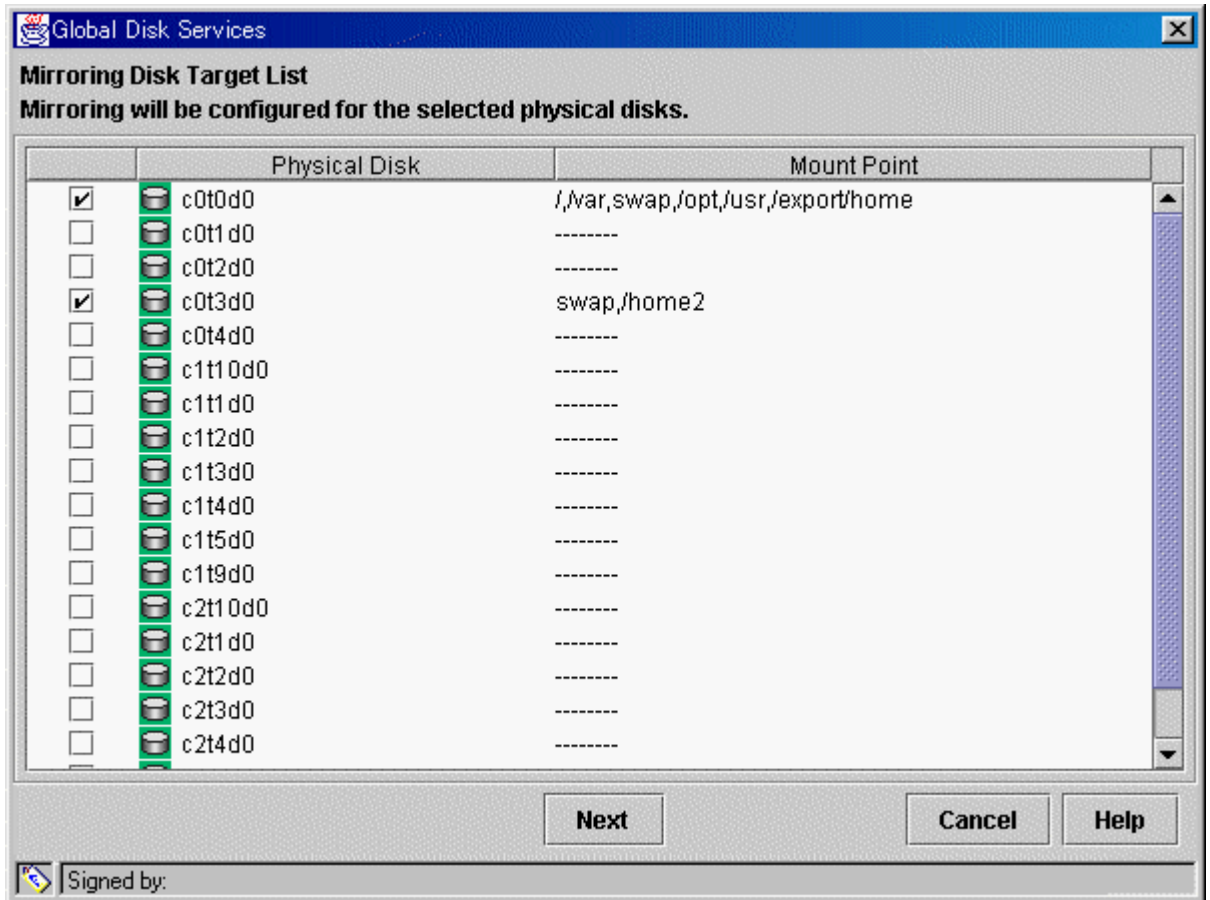 Global Disk Services
Mirroring Disk Target List
Mirroring will be configured for the selected physical disks.
Physical Disk Mount Point
c0t0d0 /,/var,swap,/opt,/usr,/export/home
c0t1d0 --------
c0t2d0 --------
c0t3d0 swap,/home2
c0t4d0 --------
c1t10d0 --------
c1t1d0 --------
c1t2d0 --------
c1t3d0 --------
c1t4d0 --------
c1t5d0 --------
c1t9d0 --------
c2t10d0 --------
c2t1d0 --------
c2t2d0 --------
c2t3d0 --------
c2t4d0 --------
Next Cancel Help
Signed by: